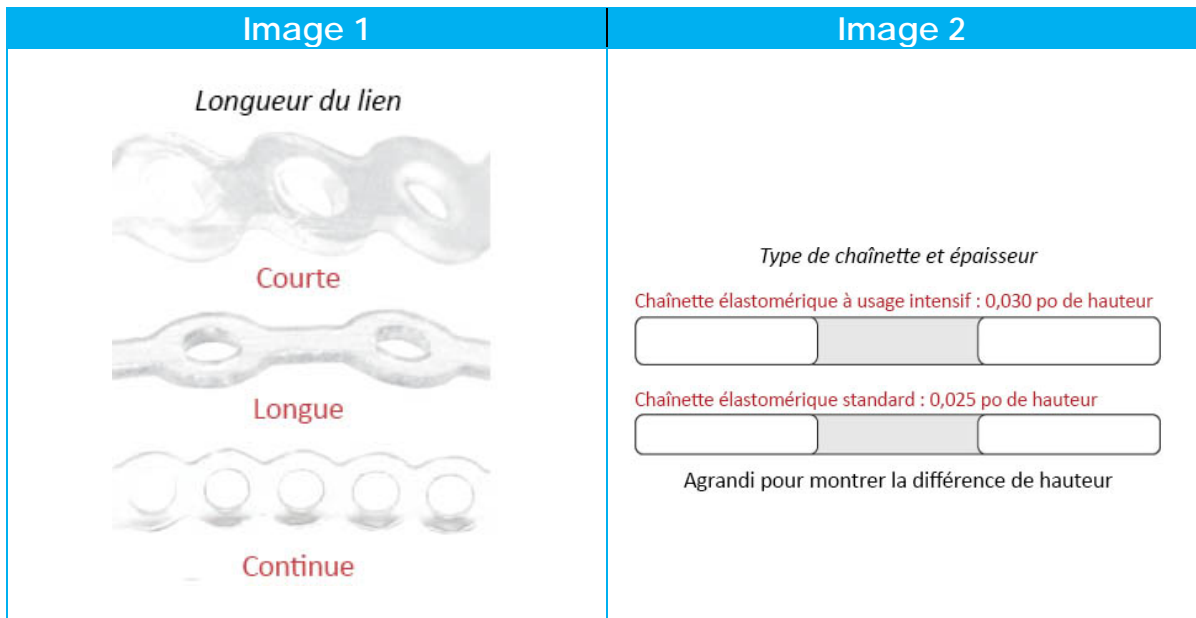 Image 1
Image 2
Longueur du lien
Courte
Longue
Continue
Type de chaînette et épaisseur
Chaînette élastomérique à usage intensif : 0,030 po de hauteur
Chaînette élastomérique standard : 0,025 po de hauteur
Agrandi pour montrer la différence de hauteur